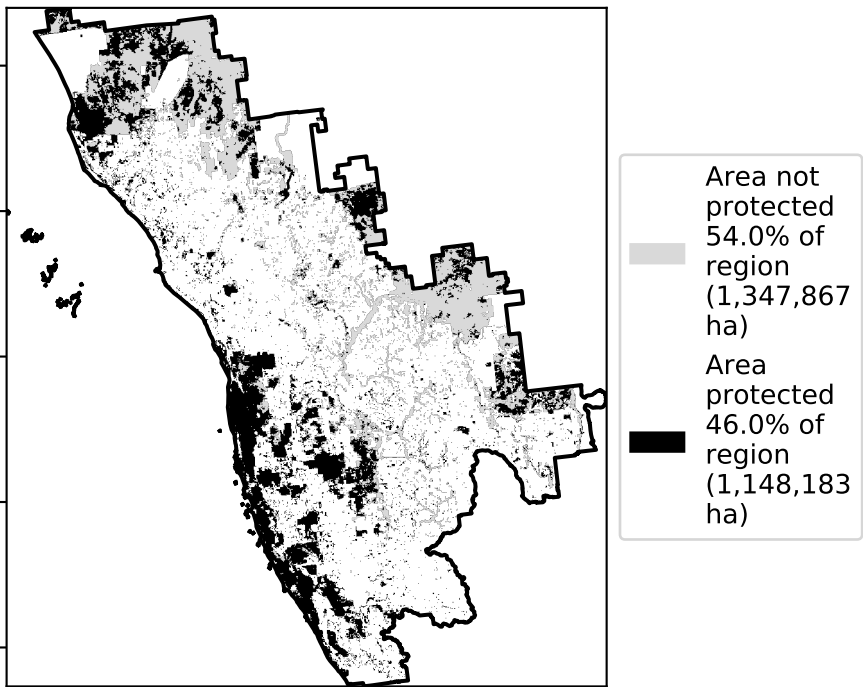 Area not
protected
54.0% of
region
(1,347,867
ha)
Area
protected
46.0% of
region
(1,148,183
ha)